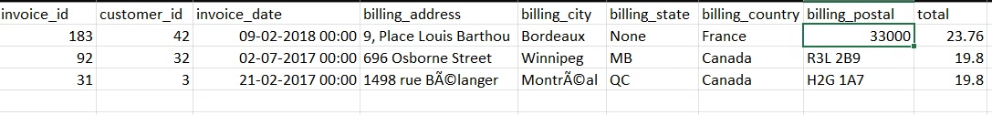 invoice_id customer_id invoice_date billing_address billing_city billing_state billing_country billing_postal total
183 42 09-02-2018 00:00 9, Place Louis Barthou Bordeaux None France 33000 23.76
92 32 02-07-2017 00:00 696 Osborne Street Winnipeg MB Canada R3L 2B9 19.8
31 3 21-02-2017 00:00 1498 rue BÃ©langer MontrÃ©al QC Canada H2G 1A7 19.8